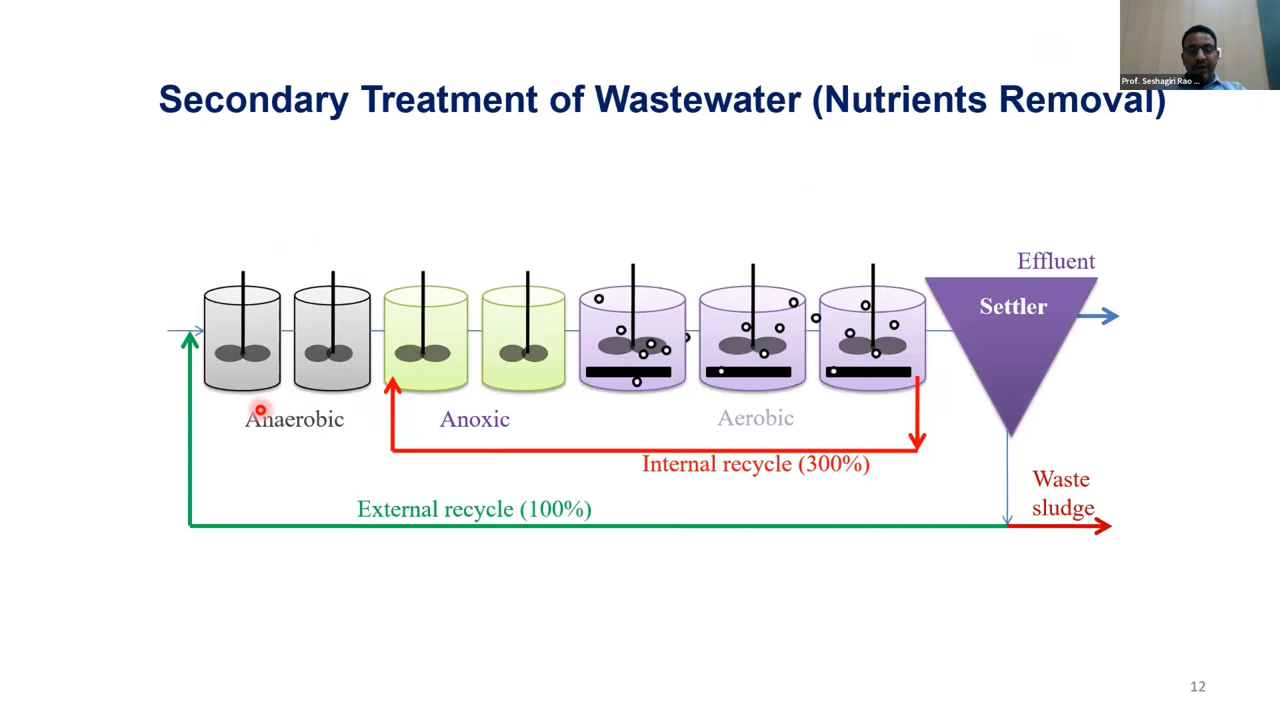 Prof. Seshagiri Rao ...
Secondary Treatment of Wastewater (Nutrients Removal)
Effluent
Settler
Anaerobic
Anoxic
Aerobic
Internal recycle (300%)
External recycle (100%)
Waste
sludge
12